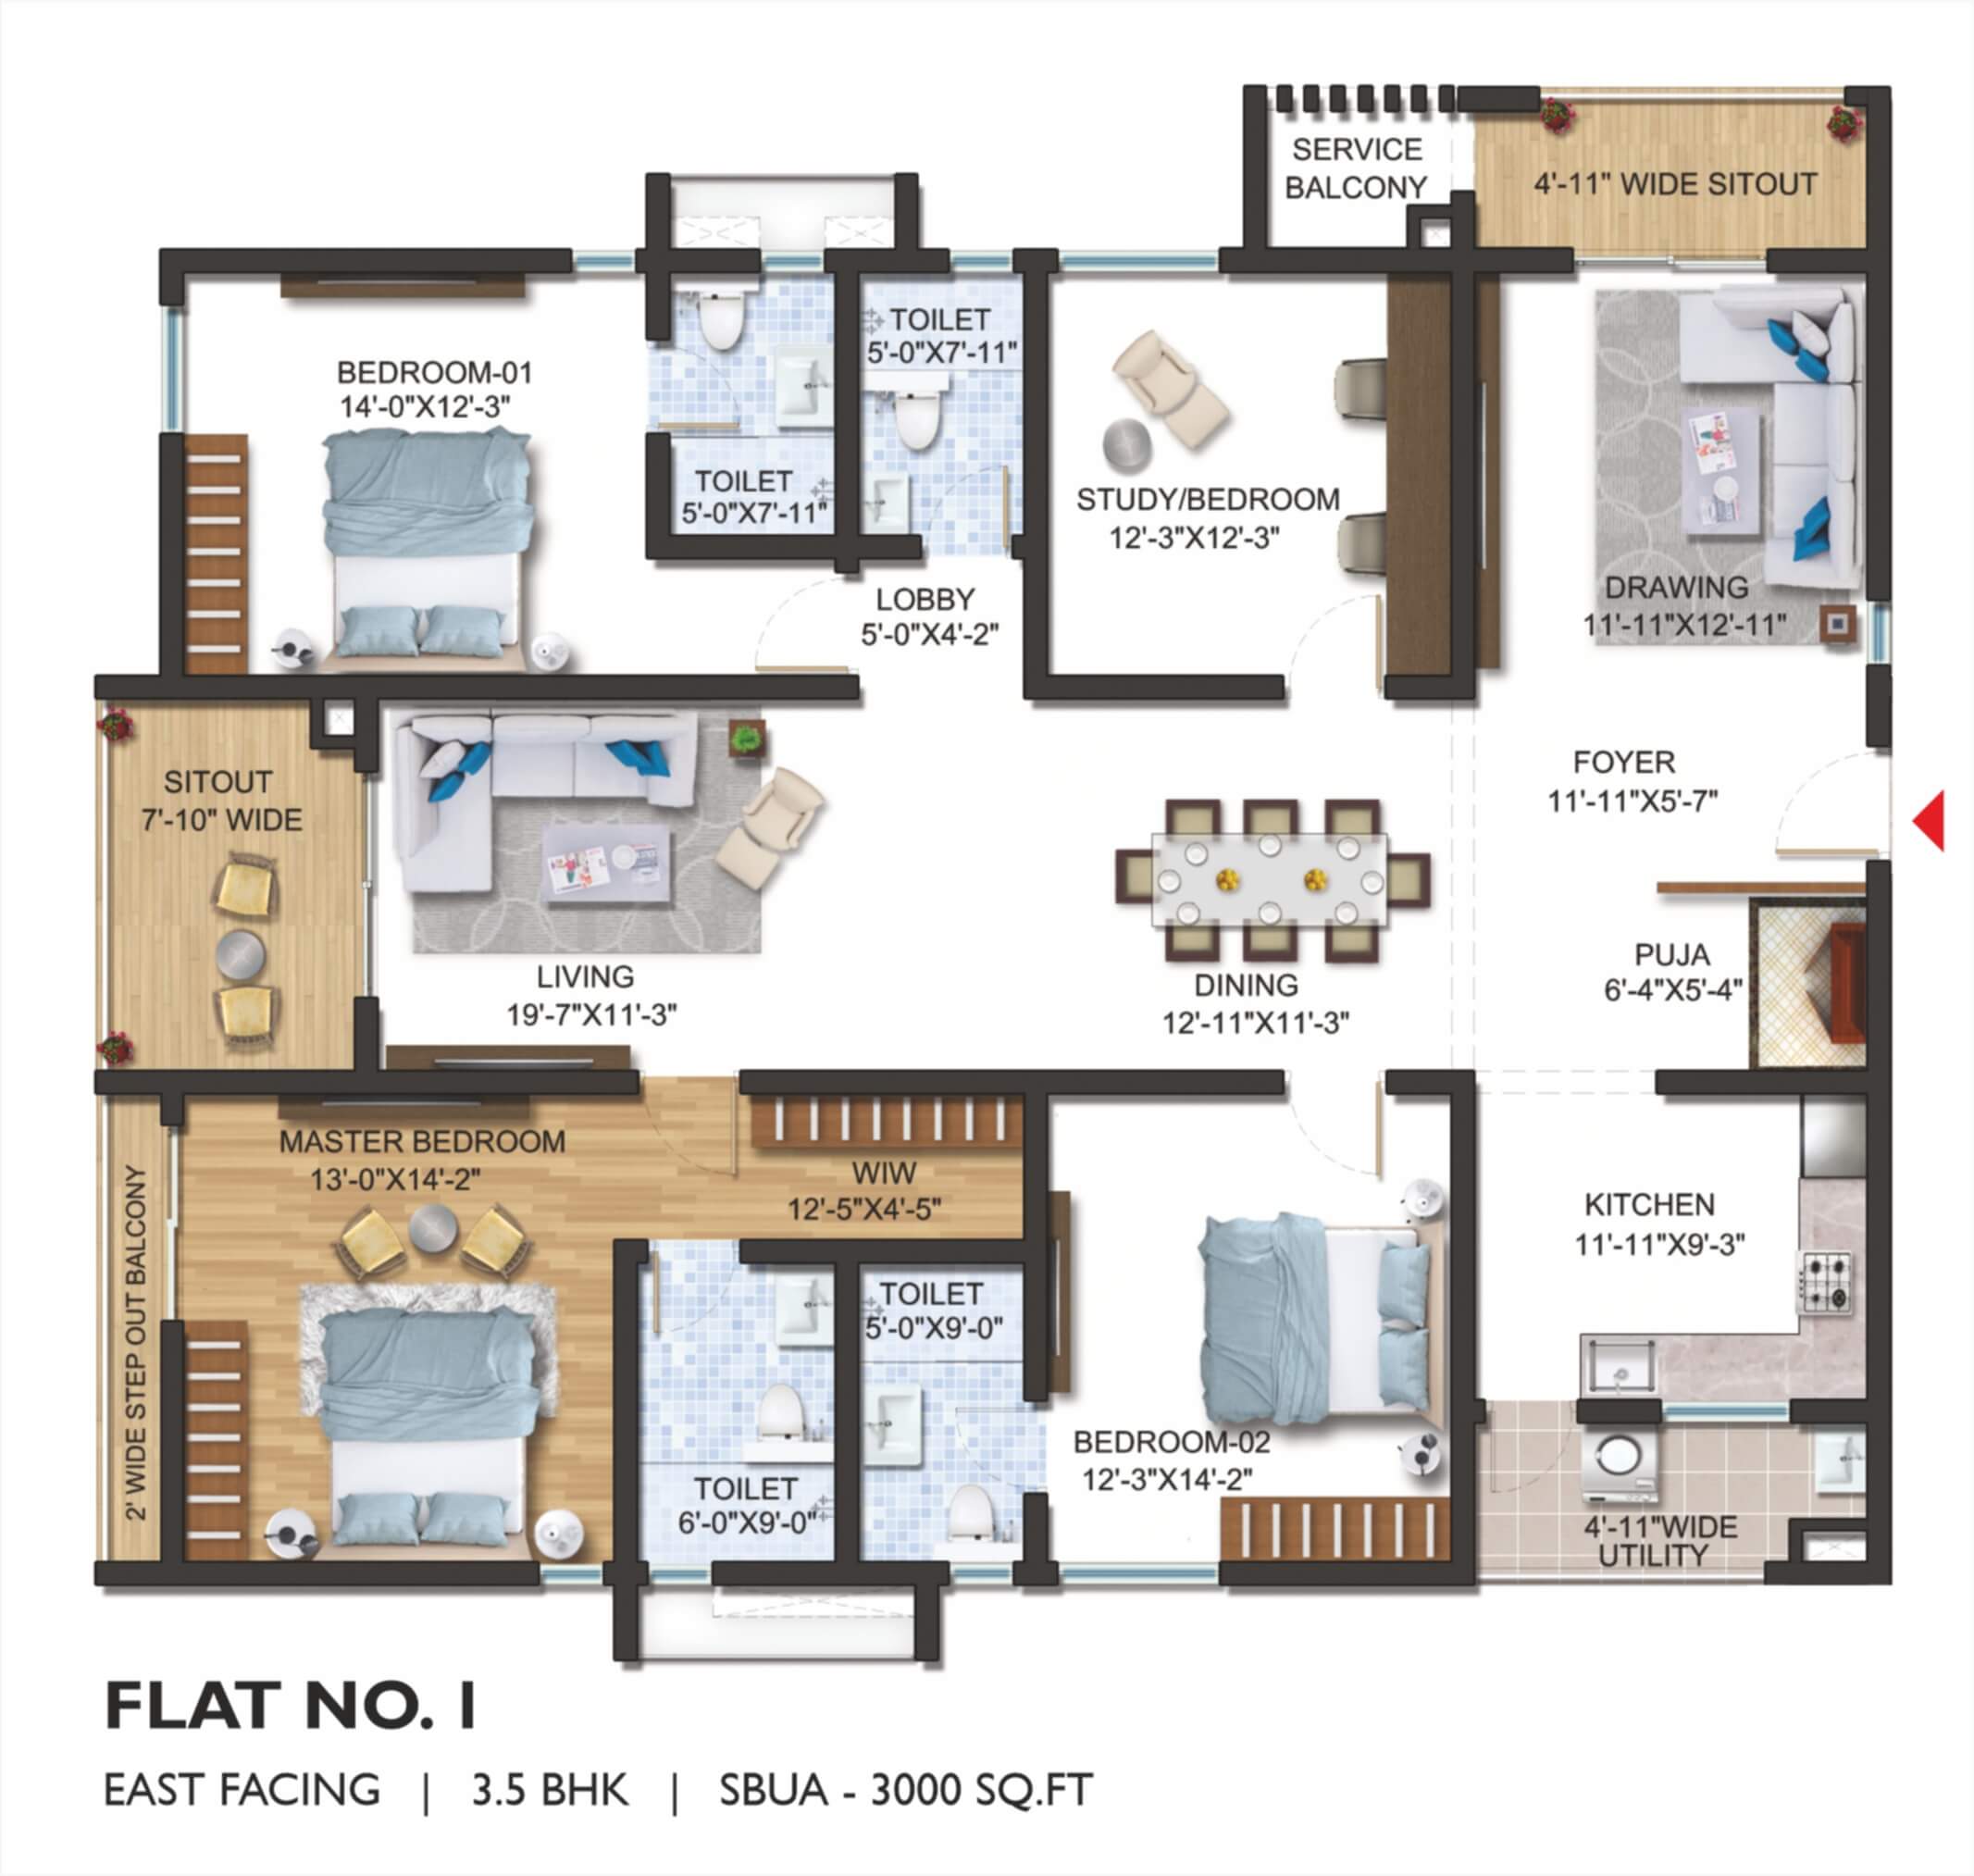 SERVICE
BALCONY
4'-11" WIDE SITOUT
BEDROOM-01
14'-0"X12'-3"
TOILET
5'-0"X7'-11"
TOILET
5'-0"X7'-11"
STUDY/BEDROOM
12'-3"X12'-3"
DRAWING
11'-11"X12'-11"
LOBBY
5'-0"X4'-2"
SITOUT
7'-10" WIDE
FOYER
11'-11"X5'-7"
LIVING
19'-7"X11'-3"
DINING
12'-11"X11'-3"
PUJA
6'-4"X5'-4"
MASTER BEDROOM
13'-0"X14'-2"
WIW
12'-5"X4'-5"
KITCHEN
11'-11"X9'-3"
2' WIDE STEP OUT BALCONY
TOILET
5'-0"X9'-0"
TOILET
6'-0"X9'-0"
BEDROOM-02
12'-3"X14'-2"
4'-11"WIDE
UTILITY
FLAT NO. I
EAST FACING | 3.5 BHK | SBUA - 3000 SQ.FT